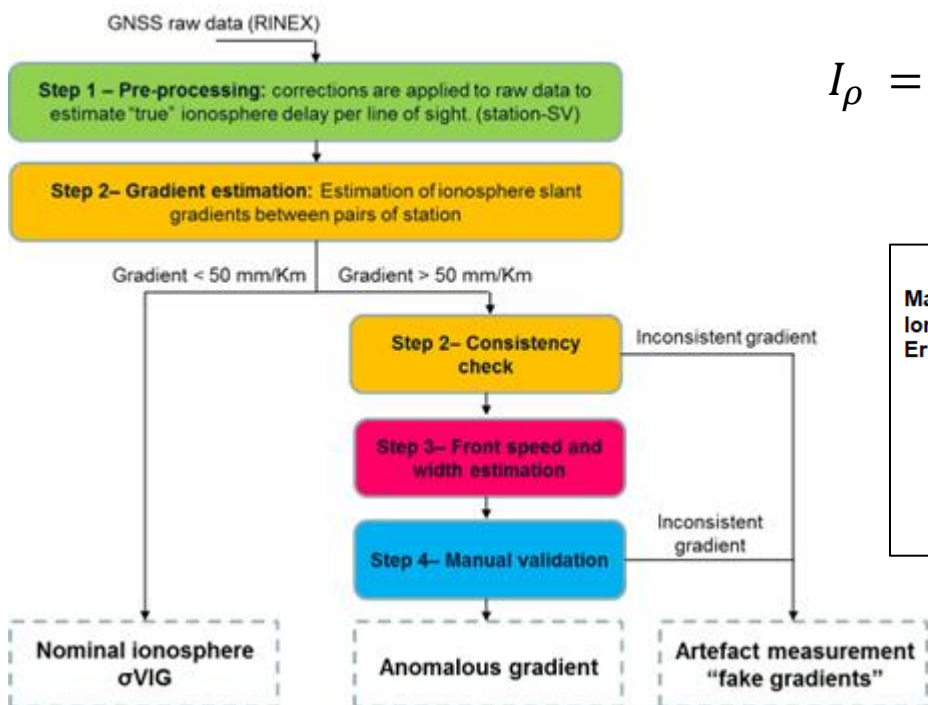 GNSS raw data (RINEX)
Step 1 – Pre-processing: corrections are applied to raw data to
estimate "true" ionosphere delay per line of sight. (station-SV)
Step 2– Gradient estimation: Estimation of ionosphere slant
gradients between pairs of station
Gradient < 50 mm/Km
Gradient > 50 mm/Km
Step 2– Consistency
check
Inconsistent gradient
Step 3– Front speed and
width estimation
Step 4– Manual validation
Inconsistent
gradient
Nominal ionosphere
σVIG
Anomalous gradient
Artefact measurement
"fake gradients"
I_ρ =